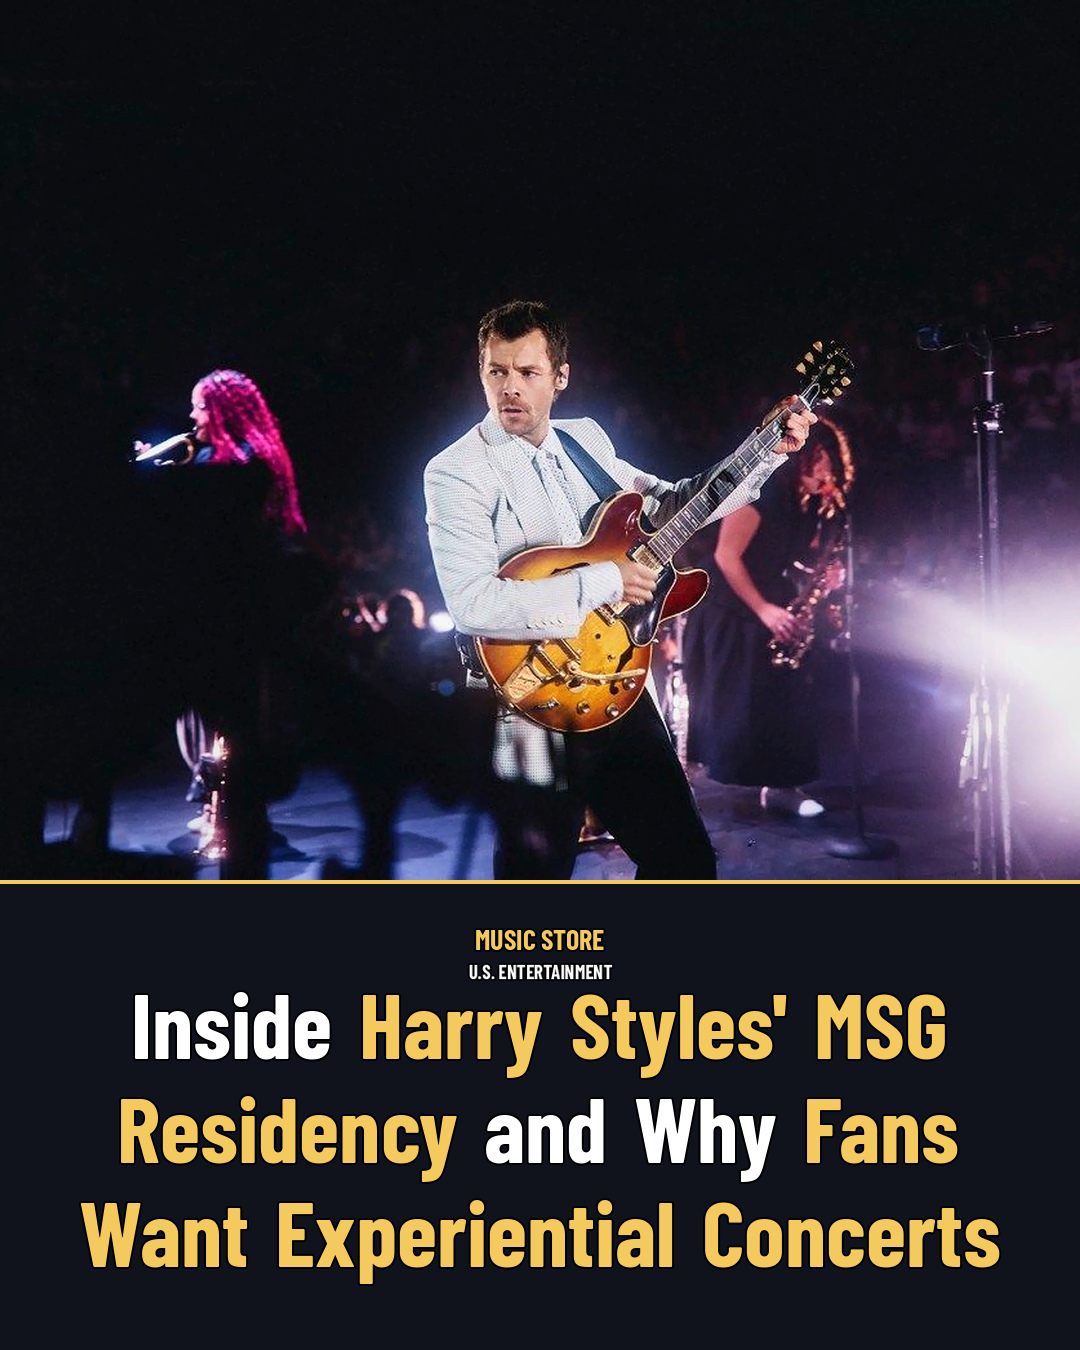 MUSIC STORE
U.S. ENTERTAINMENT
Inside Harry Styles' MSG
Residency and Why Fans
Want Experiential Concerts